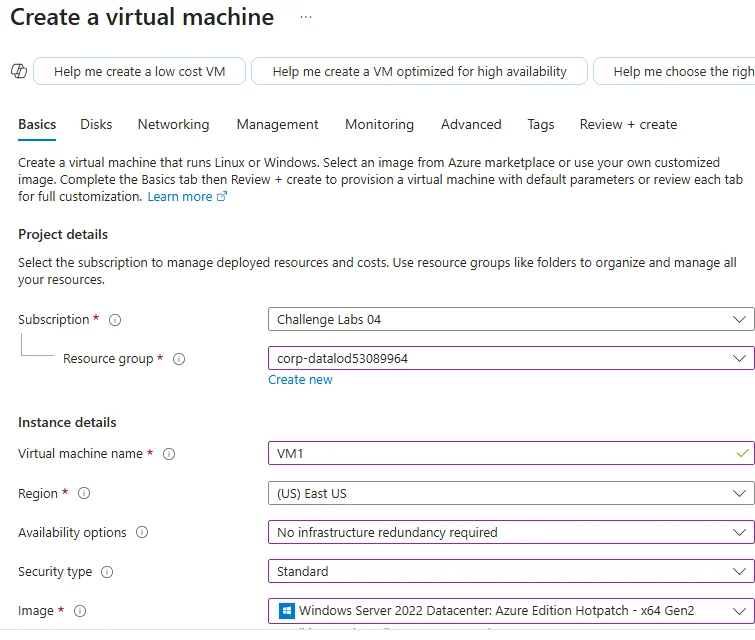 Create a virtual machine ...
Help me create a low cost VM Help me create a VM optimized for high availability Help me choose the righ
Basics Disks Networking Management Monitoring Advanced Tags Review + create
Create a virtual machine that runs Linux or Windows. Select an image from Azure marketplace or use your own customized
image. Complete the Basics tab then Review + create to provision a virtual machine with default parameters or review each tab
for full customization. Learn more
Project details
Select the subscription to manage deployed resources and costs. Use resource groups like folders to organize and manage all
your resources.
Subscription * Challenge Labs 04
Resource group * corp-datalod53089964
Create new
Instance details
Virtual machine name * VM1
Region * (US) East US
Availability options No infrastructure redundancy required
Security type Standard
Image * Windows Server 2022 Datacenter: Azure Edition Hotpatch - x64 Gen2